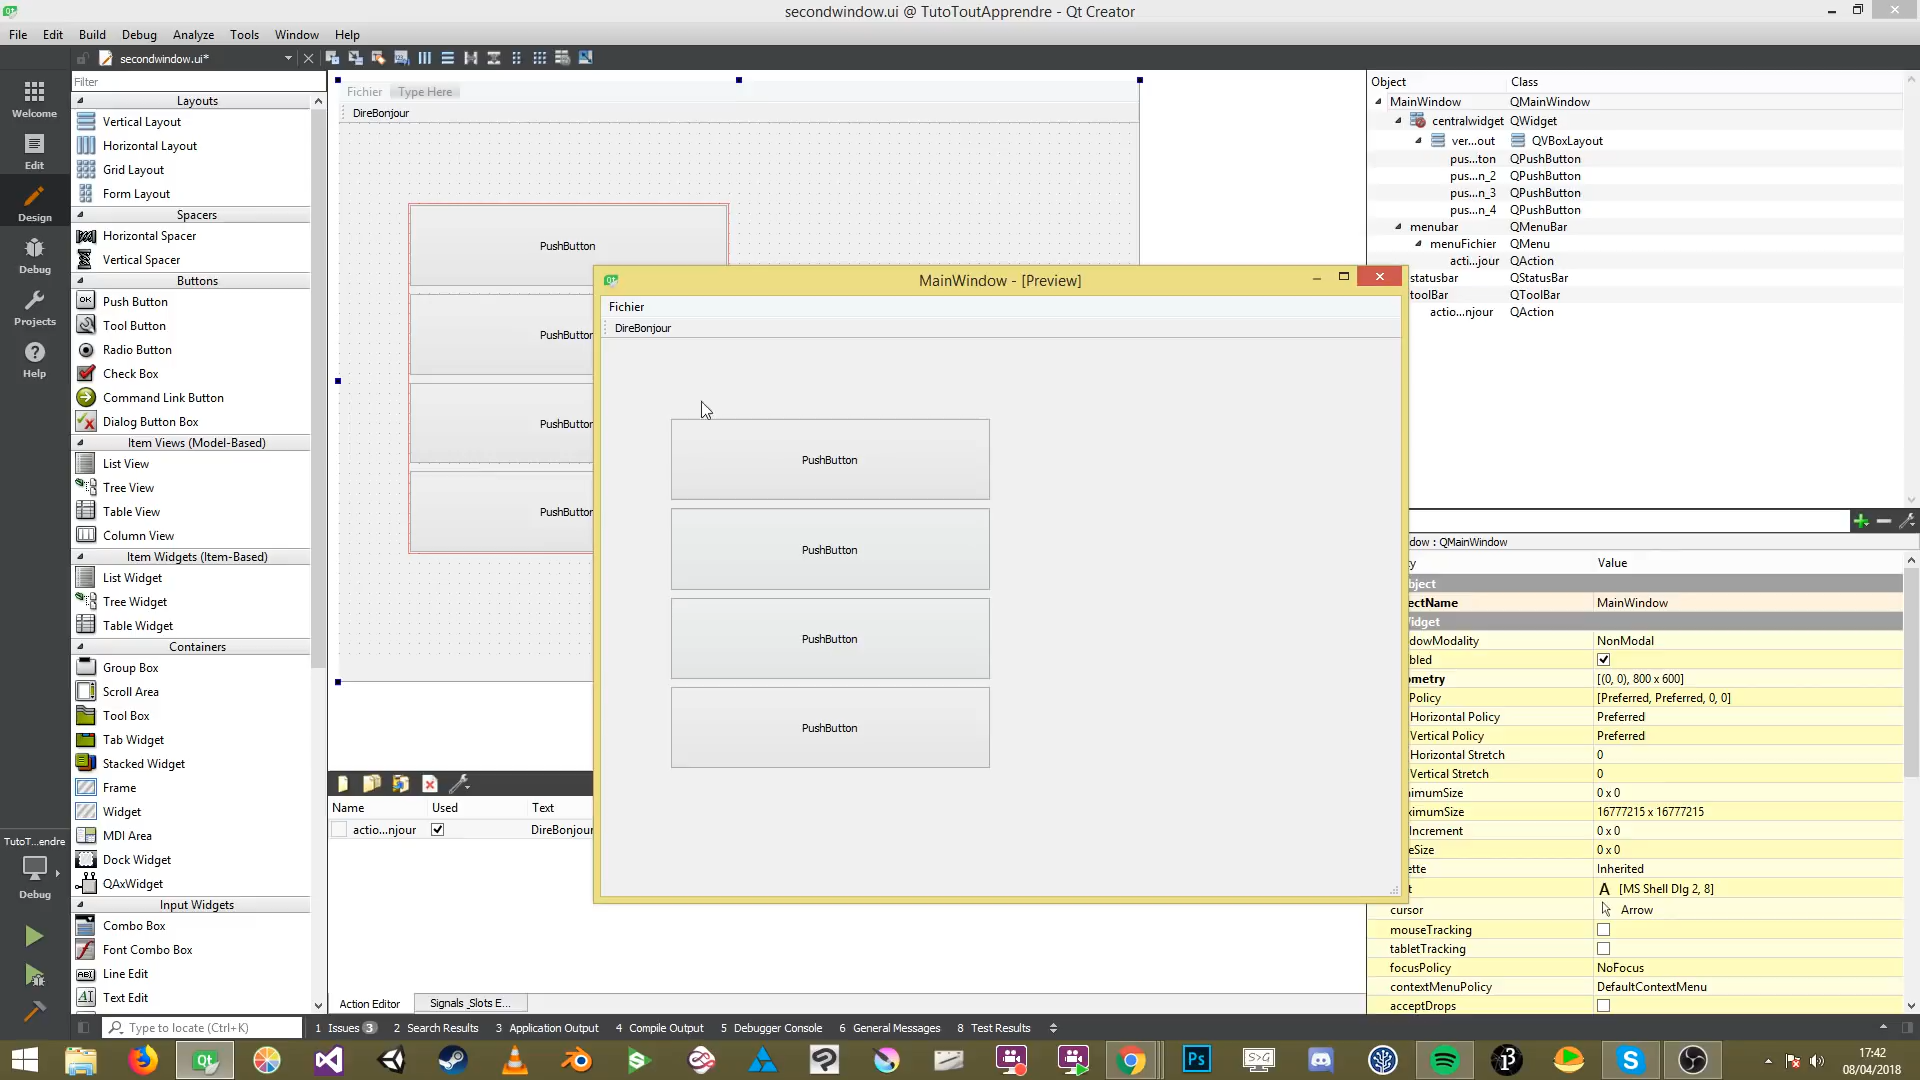 secondwindow.ui @ TutoToutApprendre - Qt Creator
File Edit Build Debug Analyze Tools Window Help
secondwindow.ui*
Welcome
Edit
Design
Debug
Projects
Help
TutoT...endre
Debug
Filter
Layouts
Vertical Layout
Horizontal Layout
Grid Layout
Form Layout
Spacers
Horizontal Spacer
Vertical Spacer
Buttons
Push Button
Tool Button
Radio Button
Check Box
Command Link Button
Dialog Button Box
Item Views (Model-Based)
List View
Tree View
Table View
Column View
Item Widgets (Item-Based)
List Widget
Tree Widget
Table Widget
Containers
Group Box
Scroll Area
Tool Box
Tab Widget
Stacked Widget
Frame
Widget
MDI Area
Dock Widget
QAxWidget
Input Widgets
Combo Box
Font Combo Box
Line Edit
Text Edit
Fichier Type Here
DireBonjour
PushButton
PushButton
PushButton
PushButton
MainWindow - [Preview]
Fichier
DireBonjour
PushButton
PushButton
PushButton
PushButton
Name Used Text
actio...njour DireBonjour
Action Editor Signals _Slots E...
Object Class
MainWindow QMainWindow
centralwidget QWidget
ver...out QVBoxLayout
pus...ton QPushButton
pus...n_2 QPushButton
pus...n_3 QPushButton
pus...n_4 QPushButton
menubar QMenuBar
menuFichier QMenu
acti...jour QAction
statusbar QStatusBar
toolBar QToolBar
actio...njour QAction
dow : QMainWindow
ty Value
bject
ectName MainWindow
Widget
dowModality NonModal
bled
ometry [(0, 0), 800 x 600]
Policy [Preferred, Preferred, 0, 0]
Horizontal Policy Preferred
Vertical Policy Preferred
Horizontal Stretch 0
Vertical Stretch 0
nimumSize 0 x 0
ximumSize 16777215 x 16777215
Increment 0 x 0
eSize 0 x 0
ette Inherited
t A [MS Shell Dlg 2, 8]
cursor Arrow
mouseTracking
tabletTracking
focusPolicy NoFocus
contextMenuPolicy DefaultContextMenu
acceptDrops
Type to locate (Ctrl+K) 1 Issues 3 2 Search Results 3 Application Output 4 Compile Output 5 Debugger Console 6 General Messages 8 Test Results
17:42
08/04/2018